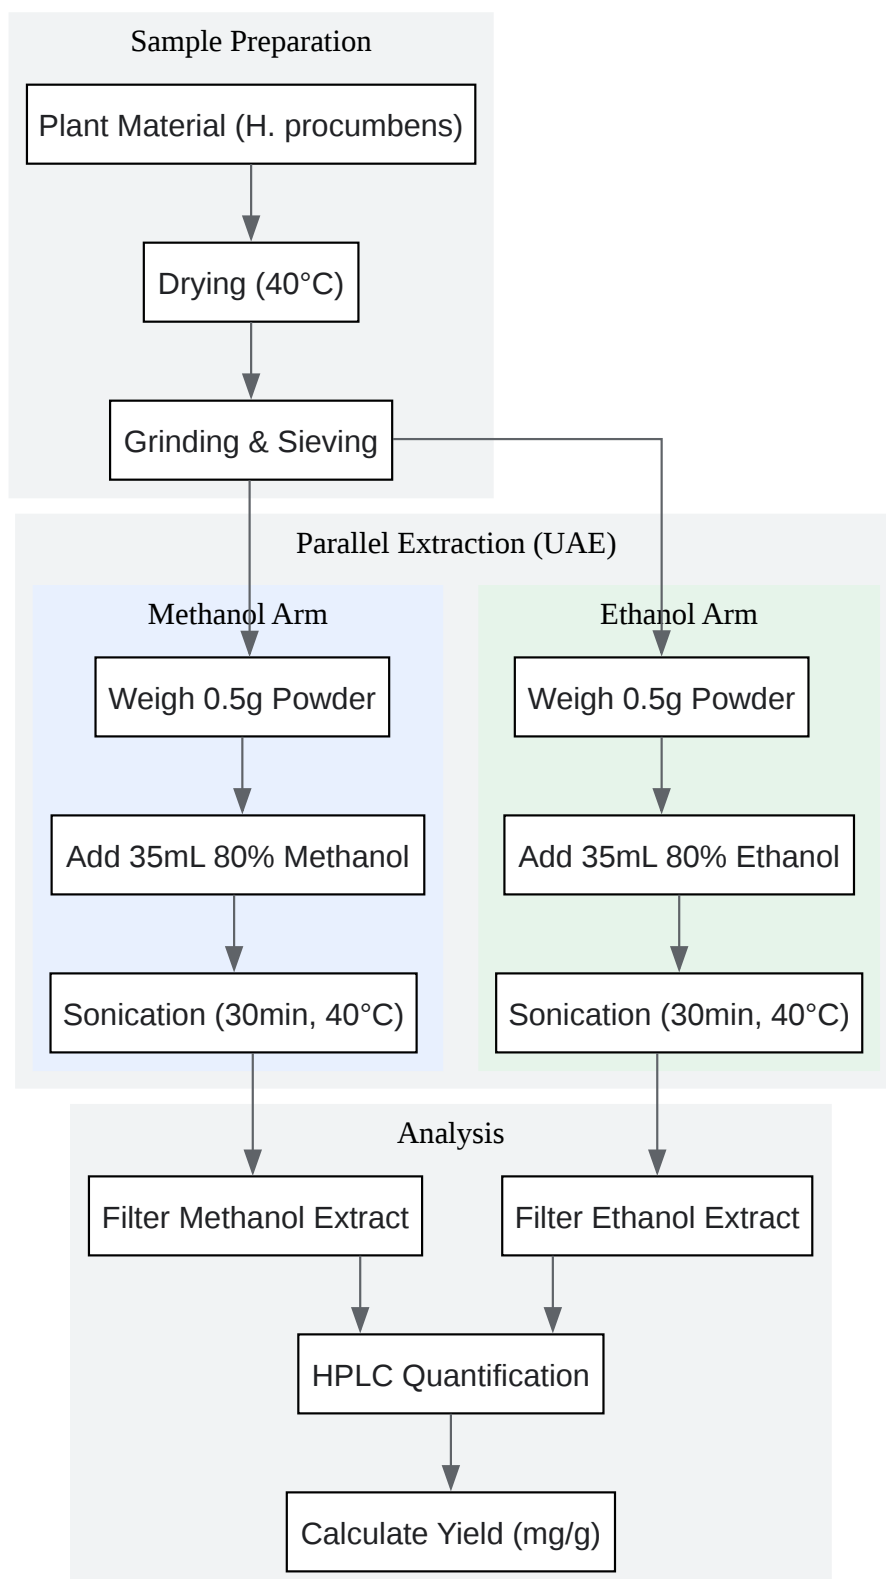 Sample Preparation
Plant Material (H. procumbens)
Drying (40°C)
Grinding & Sieving
Parallel Extraction (UAE)
Methanol Arm
Weigh 0.5g Powder
Add 35mL 80% Methanol
Sonication (30min, 40°C)
Ethanol Arm
Weigh 0.5g Powder
Add 35mL 80% Ethanol
Sonication (30min, 40°C)
Analysis
Filter Methanol Extract
Filter Ethanol Extract
HPLC Quantification
Calculate Yield (mg/g)